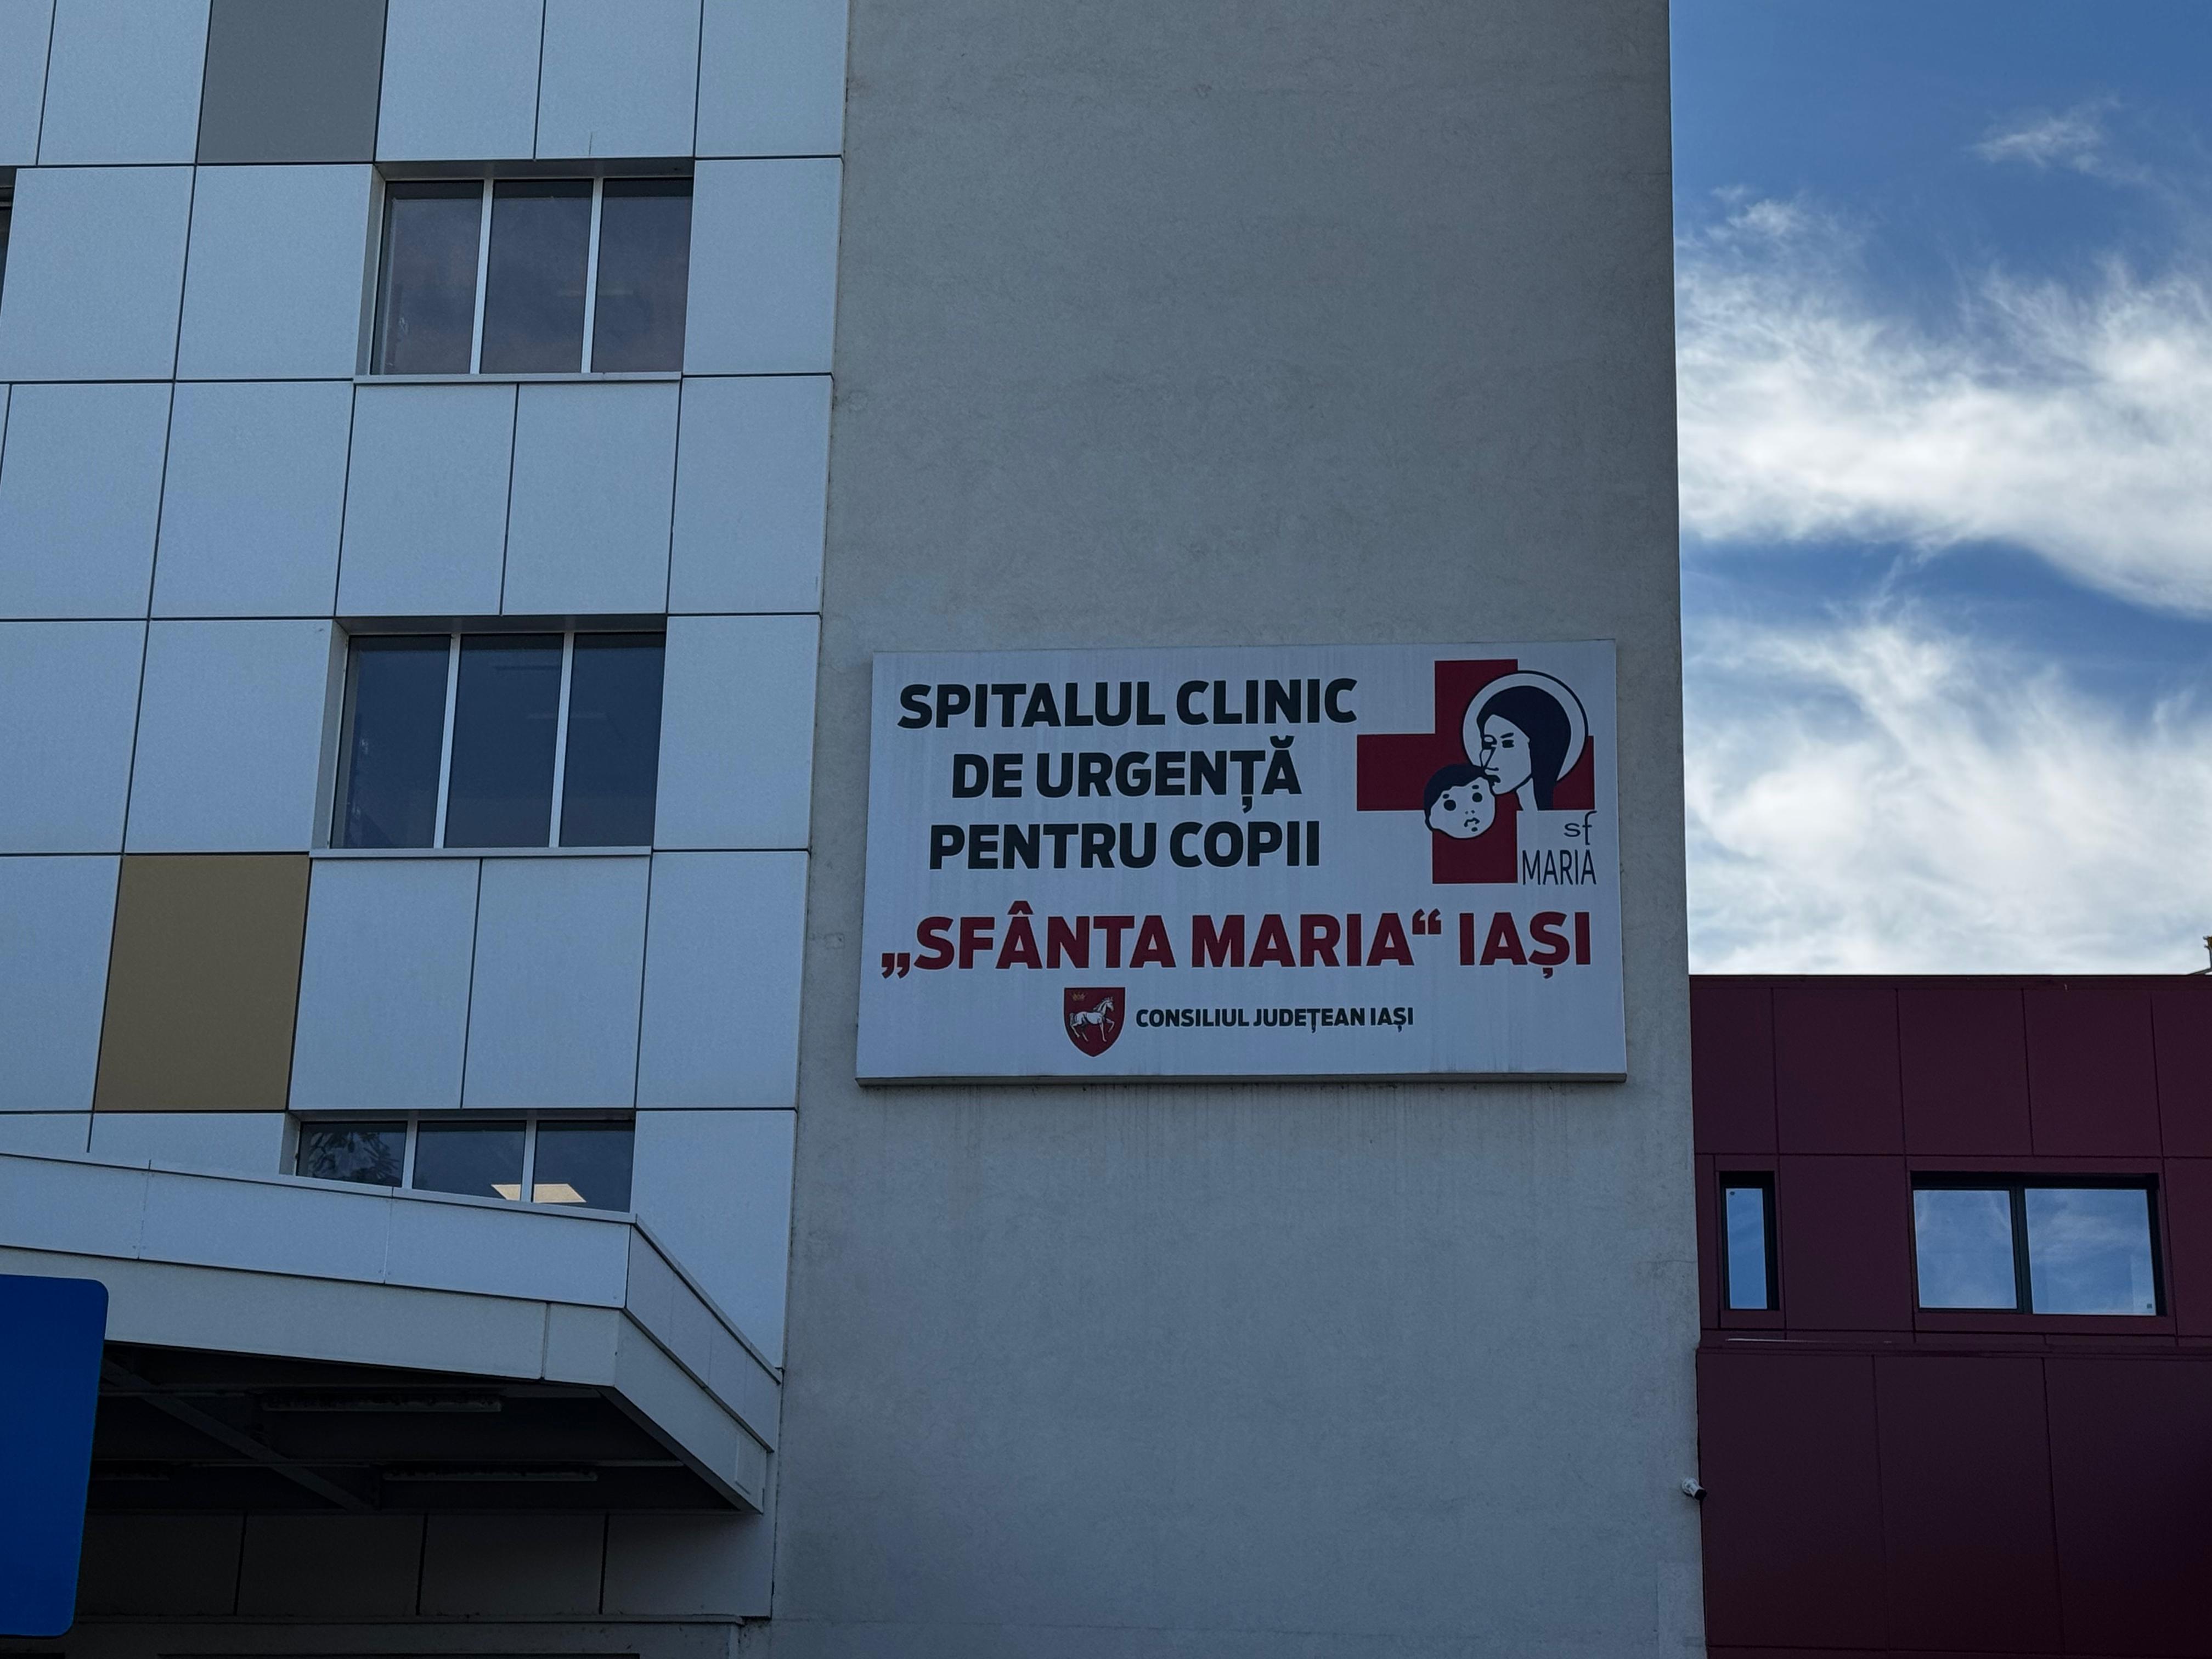 SPITALUL CLINIC
DE URGENȚĂ
PENTRU COPII
sf
MARIA
„SFÂNTA MARIA“ IAȘI
CONSILIUL JUDEȚEAN IAȘI